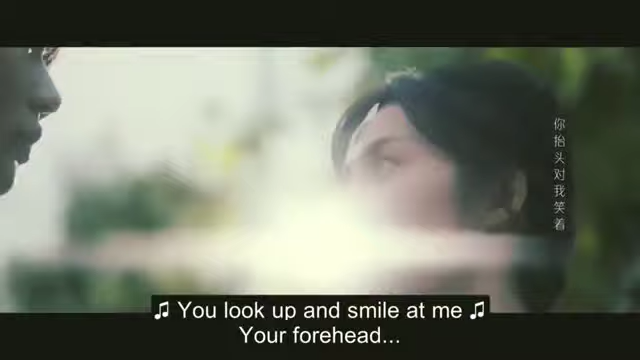 你抬头对我笑着
♫ You look up and smile at me ♫
Your forehead...